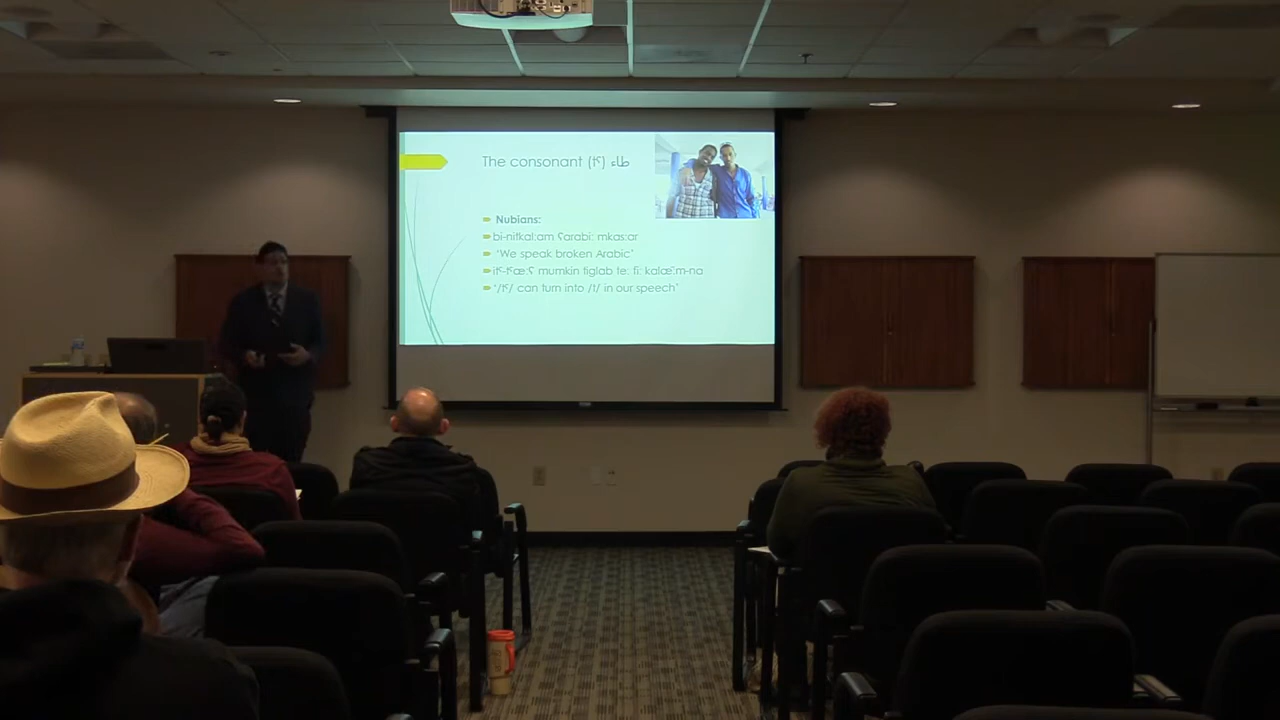 The consonant (tˤ) طاء
Nubians:
bi-nitkal:am ʕarabi: mkas:ar
'We speak broken Arabic'
itˤ-tˤæ:ʕ mumkin tiglab te: fi: kalæ:m-na
'/tˤ/ can turn into /t/ in our speech'